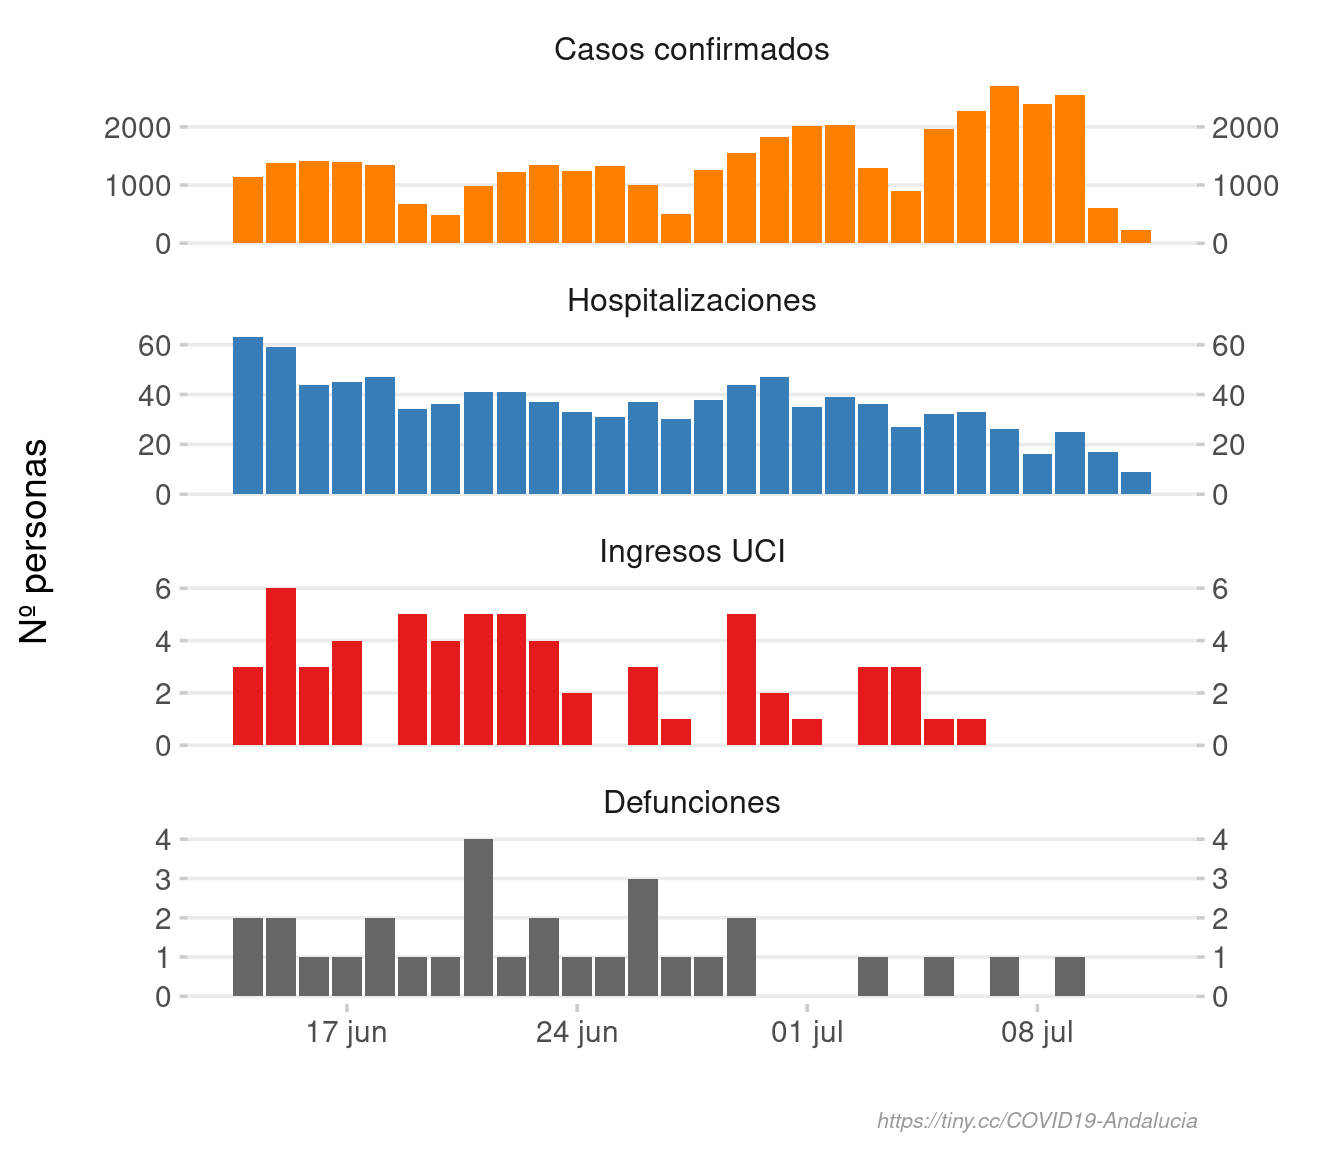 Casos confirmados
2000 2000
1000 1000
0 0
Hospitalizaciones
60 60
40 40
20 20
0 0
Nº personas
Ingresos UCI
6 6
4 4
2 2
0 0
Defunciones
4 4
3 3
2 2
1 1
0 0
17 jun 24 jun 01 jul 08 jul
https://tiny.cc/COVID19-Andalucia